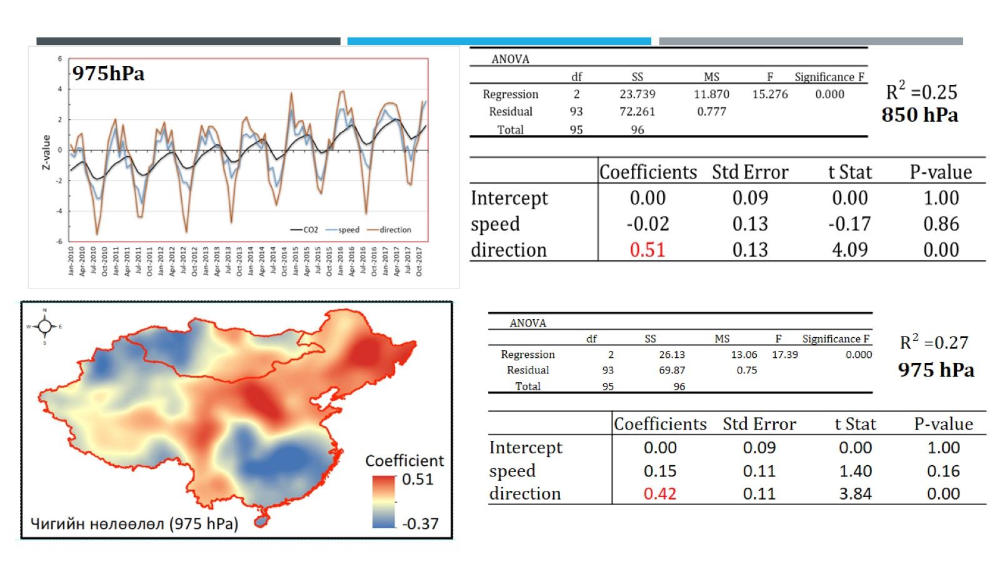 975hPa
6
4
2
0
-2
-4
-6
Z-value
CO2 speed direction
Jan-2010 Apr-2010 Jul-2010 Oct-2010 Jan-2011 Apr-2011 Jul-2011 Oct-2011 Jan-2012 Apr-2012 Jul-2012 Oct-2012 Jan-2013 Apr-2013 Jul-2013 Oct-2013 Jan-2014 Apr-2014 Jul-2014 Oct-2014 Jan-2015 Apr-2015 Jul-2015 Oct-2015 Jan-2016 Apr-2016 Jul-2016 Oct-2016 Jan-2017 Apr-2017 Jul-2017 Oct-2017
ANOVA
df SS MS F Significance F
Regression 2 23.739 11.870 15.276 0.000
Residual 93 72.261 0.777
Total 95 96
R² =0.25
850 hPa
Coefficients Std Error t Stat P-value
Intercept 0.00 0.09 0.00 1.00
speed -0.02 0.13 -0.17 0.86
direction 0.51 0.13 4.09 0.00
N
W E
S
Coefficient
0.51
-0.37
Чигийн нөлөөлөл (975 hPa)
ANOVA
df SS MS F Significance F
Regression 2 26.13 13.06 17.39 0.000
Residual 93 69.87 0.75
Total 95 96
R² =0.27
975 hPa
Coefficients Std Error t Stat P-value
Intercept 0.00 0.09 0.00 1.00
speed 0.15 0.11 1.40 0.16
direction 0.42 0.11 3.84 0.00